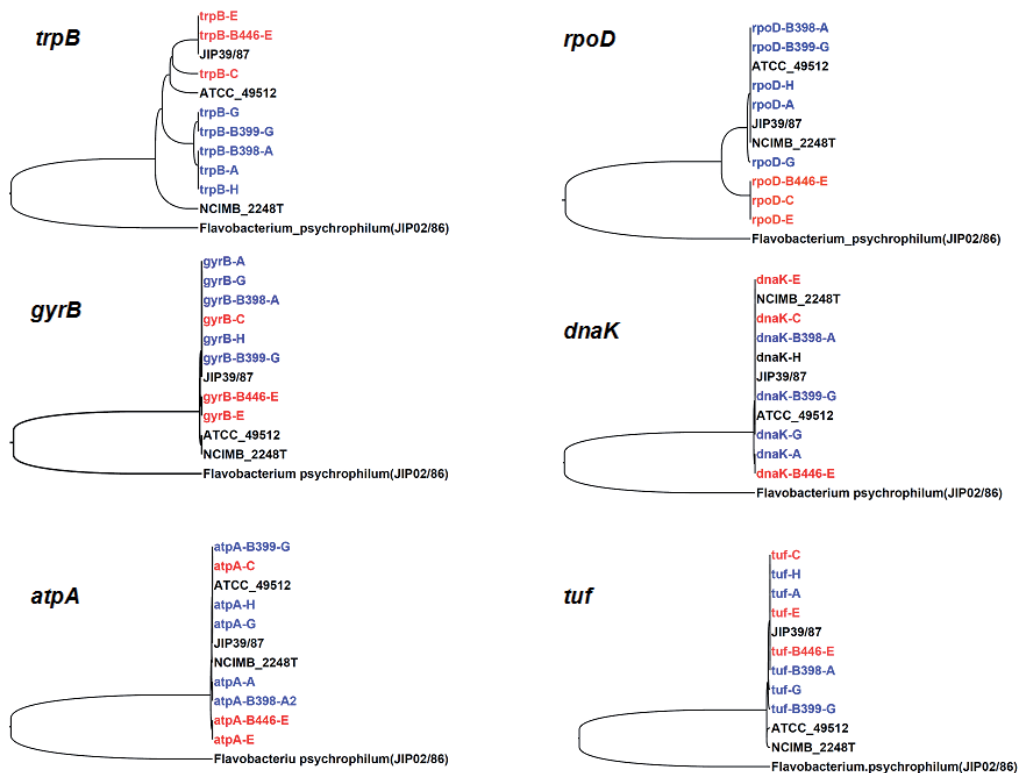 trpB
trpB-E
trpB-B446-E
JIP39/87
trpB-C
ATCC_49512
trpB-G
trpB-B399-G
trpB-B398-A
trpB-A
trpB-H
NCIMB_2248T
Flavobacterium_psychrophilum(JIP02/86)
rpoD
rpoD-B398-A
rpoD-B399-G
ATCC_49512
rpoD-H
rpoD-A
JIP39/87
NCIMB_2248T
rpoD-G
rpoD-B446-E
rpoD-C
rpoD-E
Flavobacterium_psychrophilum(JIP02/86)
gyrB
gyrB-A
gyrB-G
gyrB-B398-A
gyrB-C
gyrB-H
gyrB-B399-G
JIP39/87
gyrB-B446-E
gyrB-E
ATCC_49512
NCIMB_2248T
Flavobacterium psychrophilum(JIP02/86)
dnaK
dnaK-E
NCIMB_2248T
dnaK-C
dnaK-B398-A
dnaK-H
JIP39/87
dnaK-B399-G
ATCC_49512
dnaK-G
dnaK-A
dnaK-B446-E
Flavobacterium psychrophilum(JIP02/86)
atpA
atpA-B399-G
atpA-C
ATCC_49512
atpA-H
atpA-G
JIP39/87
NCIMB_2248T
atpA-A
atpA-B398-A2
atpA-B446-E
atpA-E
Flavobacteriu psychrophilum(JIP02/86)
tuf
tuf-C
tuf-H
tuf-A
tuf-E
JIP39/87
tuf-B446-E
tuf-B398-A
tuf-G
tuf-B399-G
ATCC_49512
NCIMB_2248T
Flavobacterium.psychrophilum(JIP02/86)